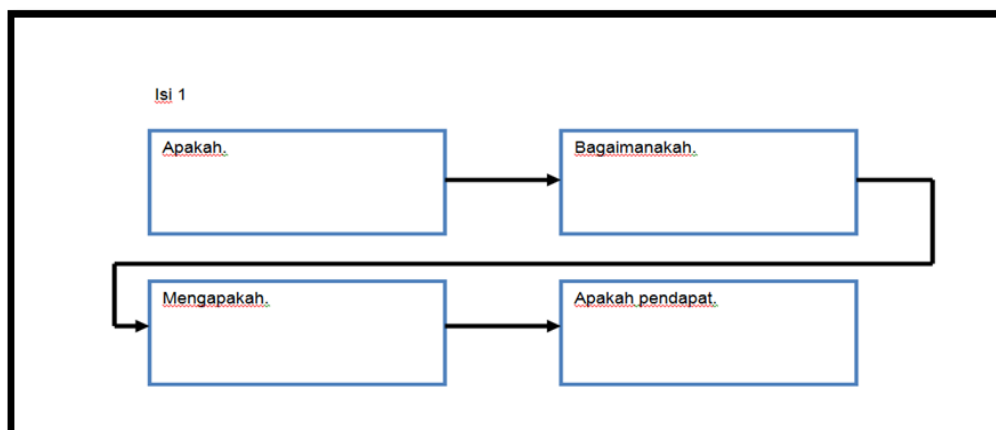 Isi 1
Apakah.
Bagaimanakah.
Mengapakah.
Apakah pendapat.